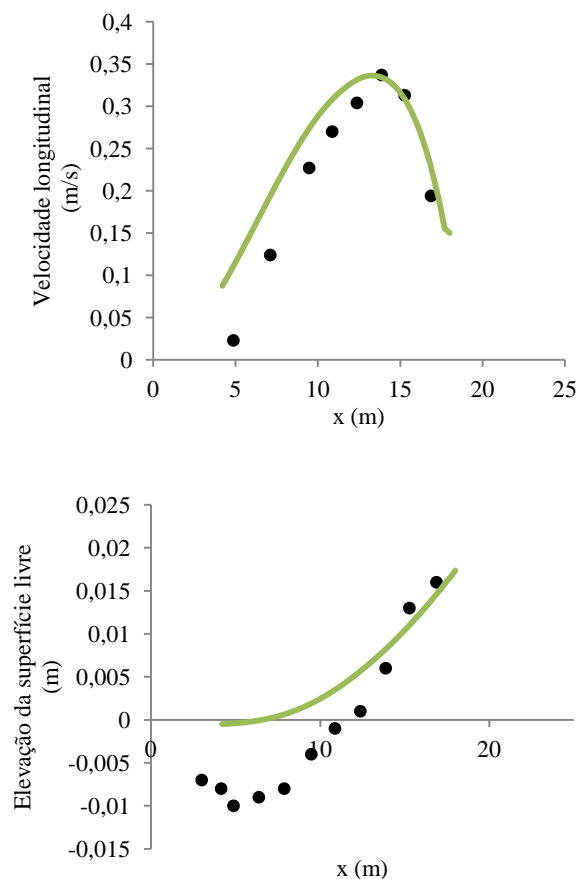 Velocidade longitudinal
(m/s)
0,4
0,35
0,3
0,25
0,2
0,15
0,1
0,05
0
0 5 10 15 20 25
x (m)
Elevação da superfície livre
(m)
0,025
0,02
0,015
0,01
0,005
0
-0,005
-0,01
-0,015
0 10 20
x (m)